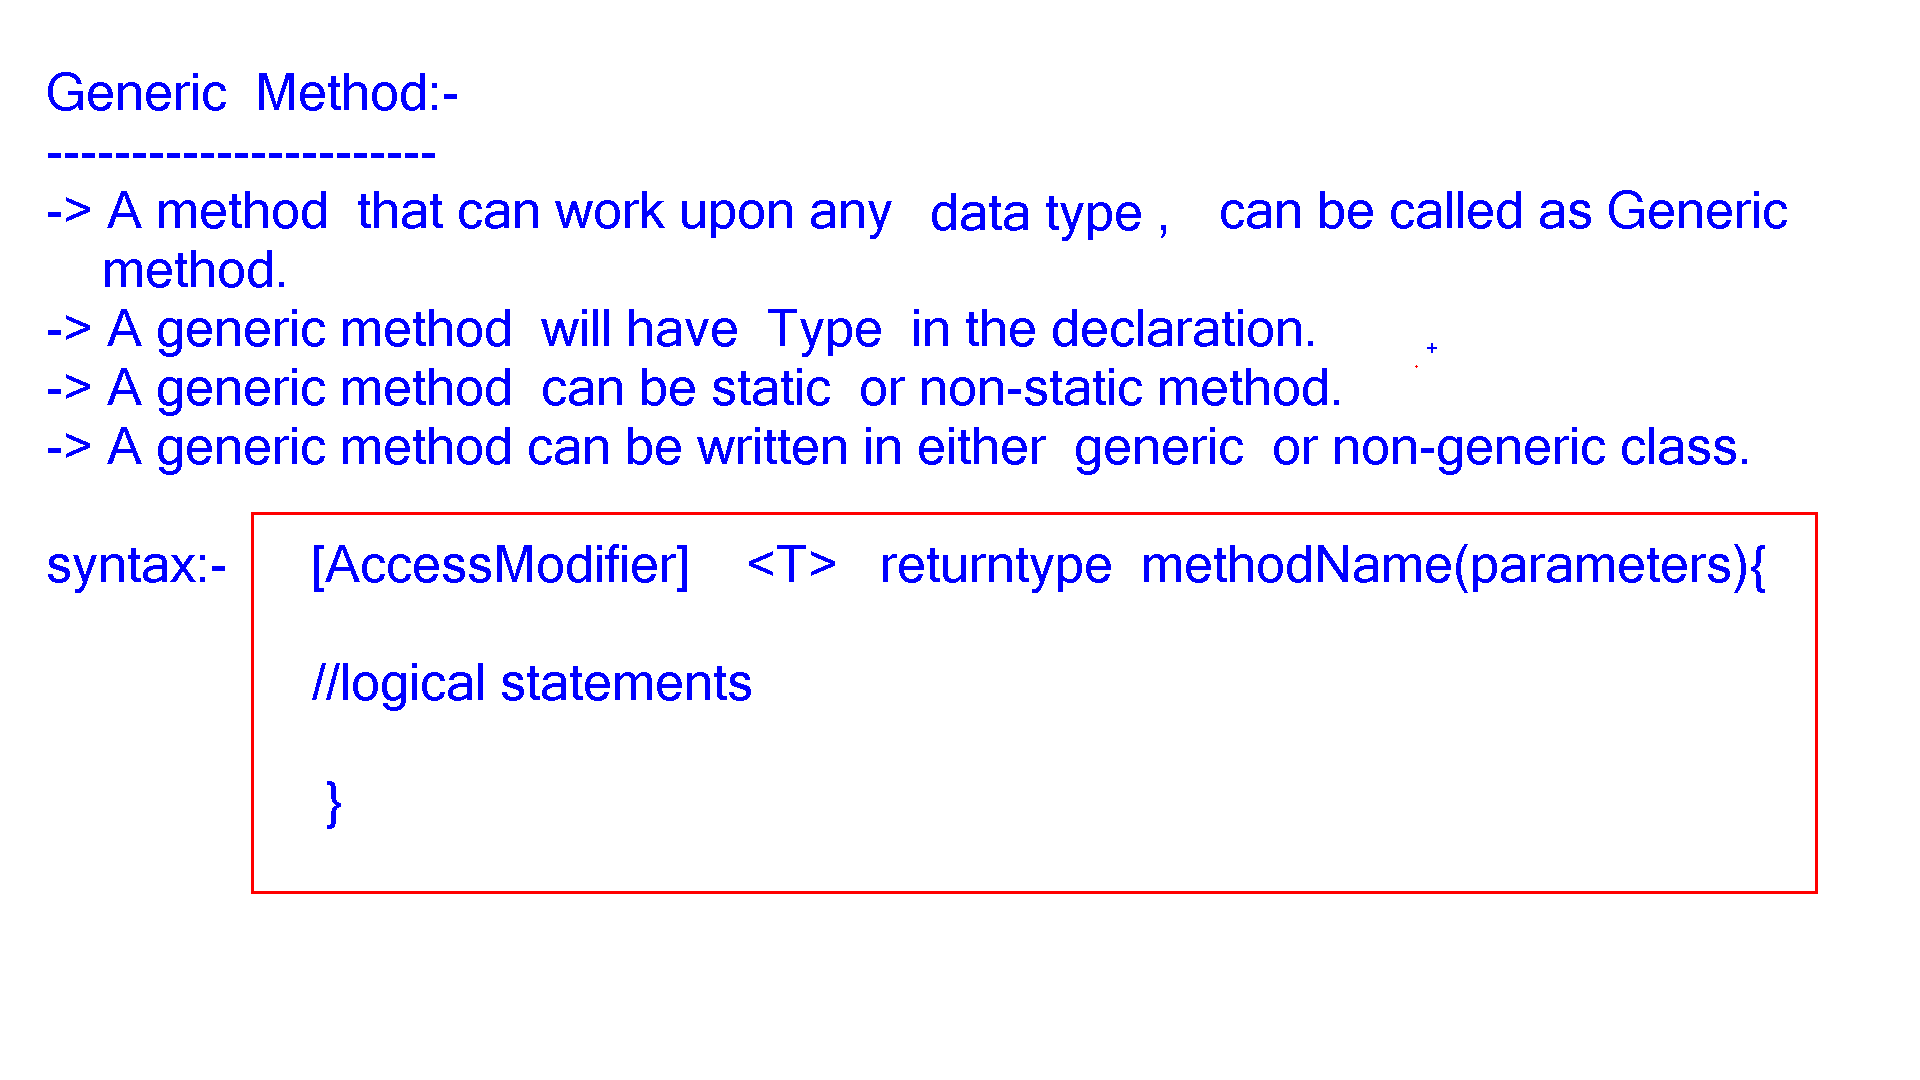 Generic Method:-
-----------------------
-> A method that can work upon any data type , can be called as Generic
method.
-> A generic method will have Type in the declaration.
-> A generic method can be static or non-static method.
-> A generic method can be written in either generic or non-generic class.
syntax:- [AccessModifier] <T> returntype methodName(parameters){
//logical statements
}